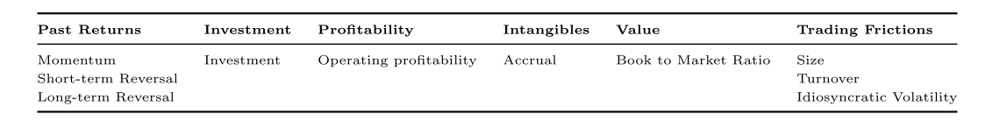 Past Returns Investment Profitability Intangibles Value Trading Frictions
Momentum Investment Operating profitability Accrual Book to Market Ratio Size
Short-term Reversal Turnover
Long-term Reversal Idiosyncratic Volatility